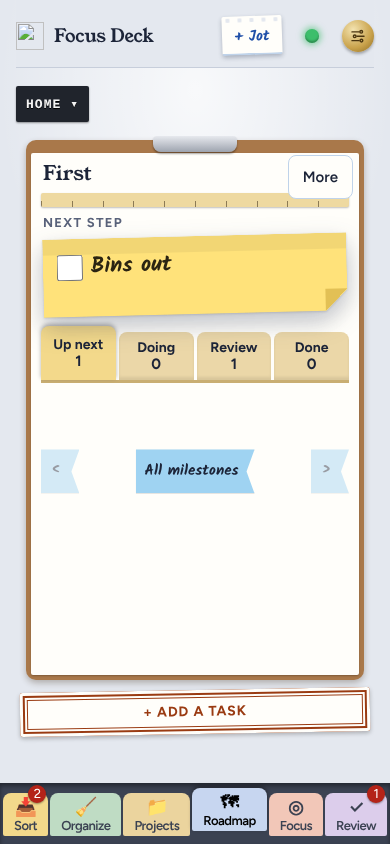 Focus Deck
+ Jot
HOME ▾
First
More
NEXT STEP
Bins out
Up next
1
Doing
0
Review
1
Done
0
<
All milestones
>
+ ADD A TASK
2
Sort
Organize
Projects
Roadmap
Focus
1
Review